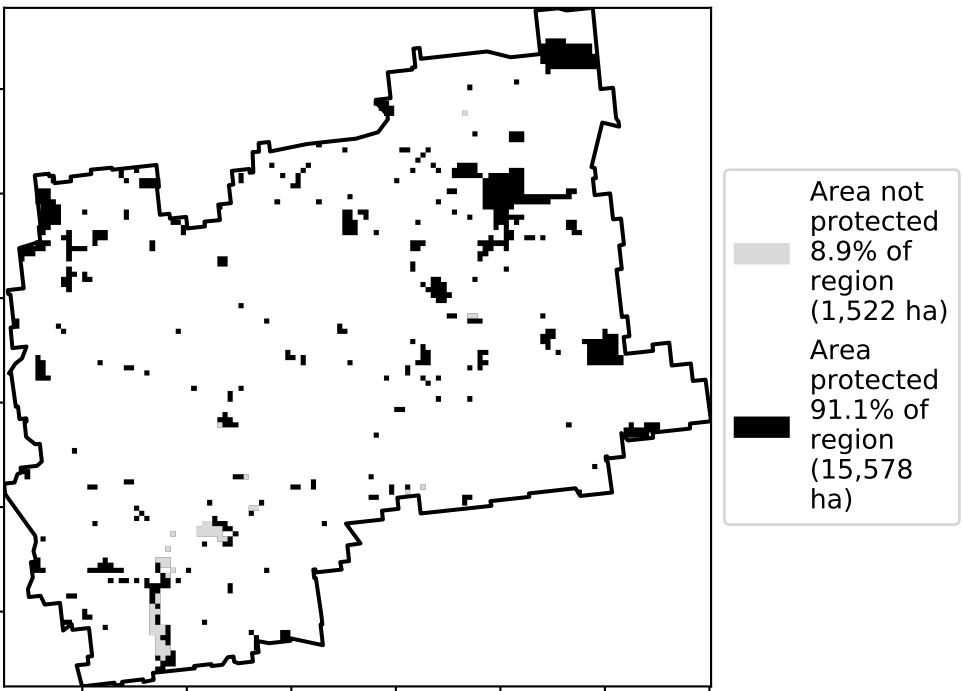 Area not
protected
8.9% of
region
(1,522 ha)
Area
protected
91.1% of
region
(15,578
ha)